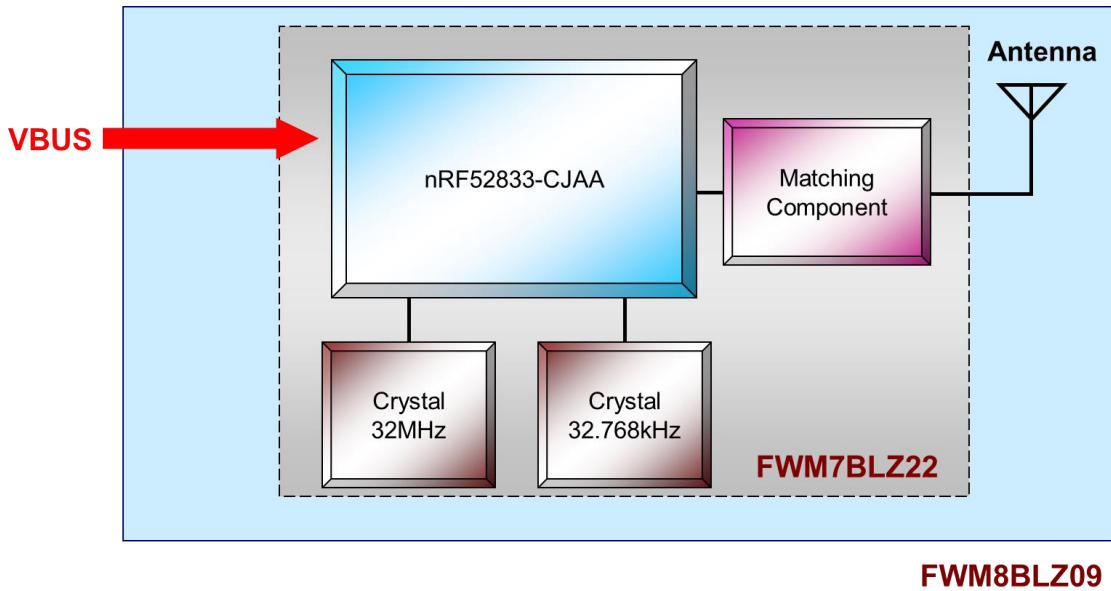 Antenna
VBUS
nRF52833-CJAA
Matching
Component
Crystal
32MHz
Crystal
32.768kHz
FWM7BLZ22
FWM8BLZ09